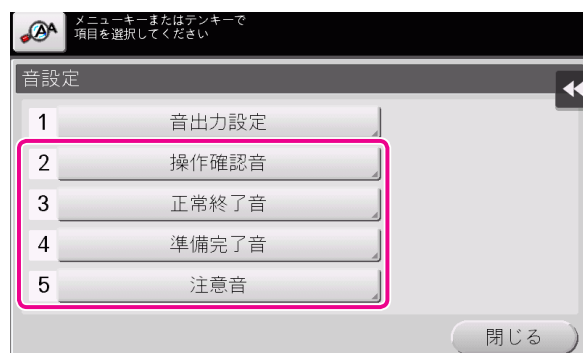 AA
メニューキーまたはテンキーで
項目を選択してください
音設定
1 音出力設定
2 操作確認音
3 正常終了音
4 準備完了音
5 注意音
閉じる